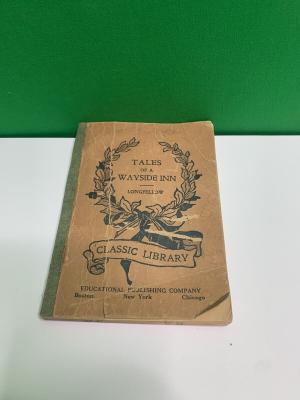 TALES
OF A
WAYSIDE INN
LONGFELLOW
CLASSIC LIBRARY
EDUCATIONAL PUBLISHING COMPANY
Boston New York Chicago